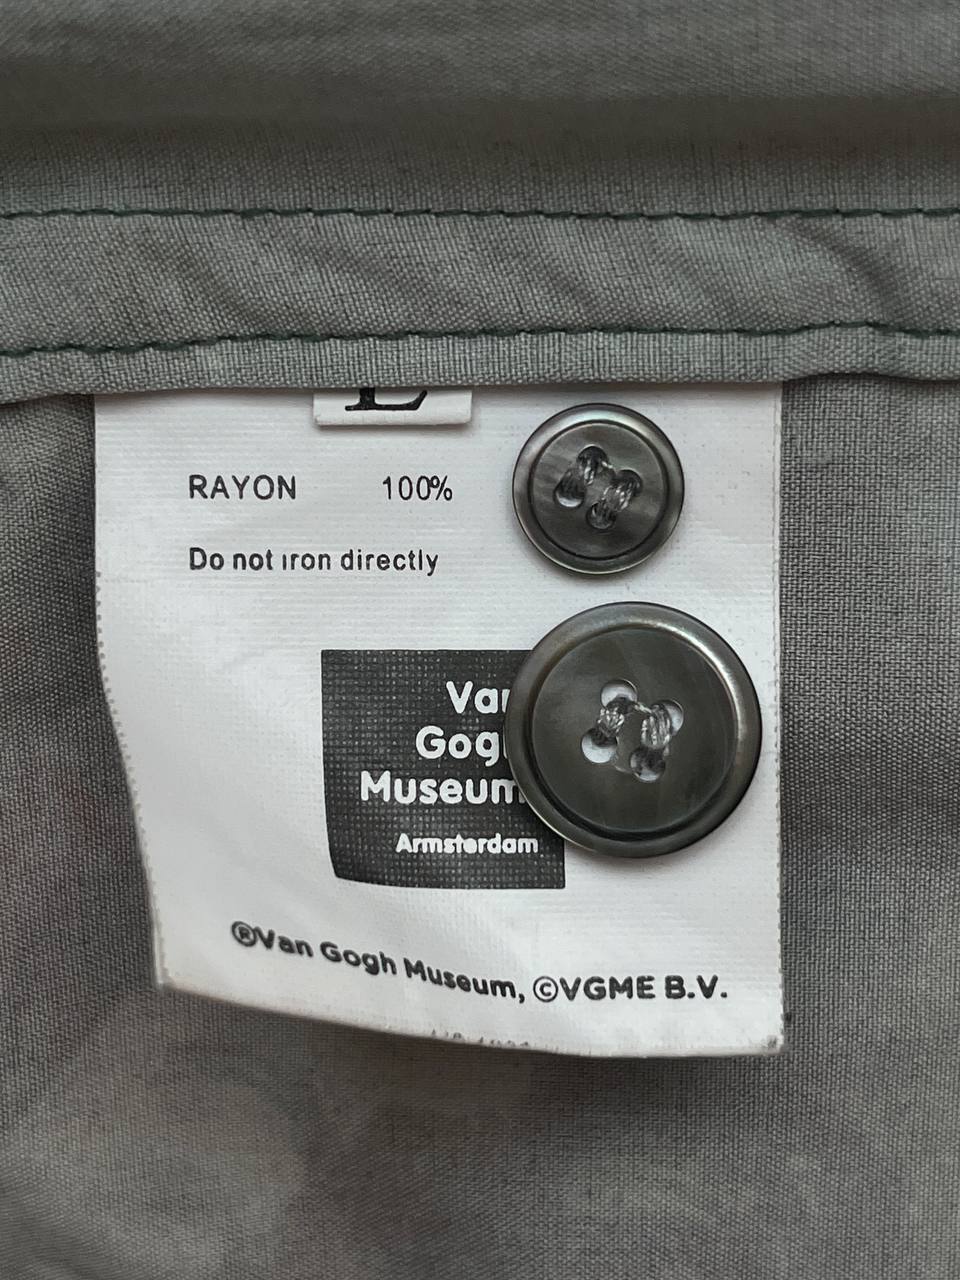 L
RAYON 100%
Do not iron directly
Van
Gogh
Museum
Armsterdam
®Van Gogh Museum, ©VGME B.V.